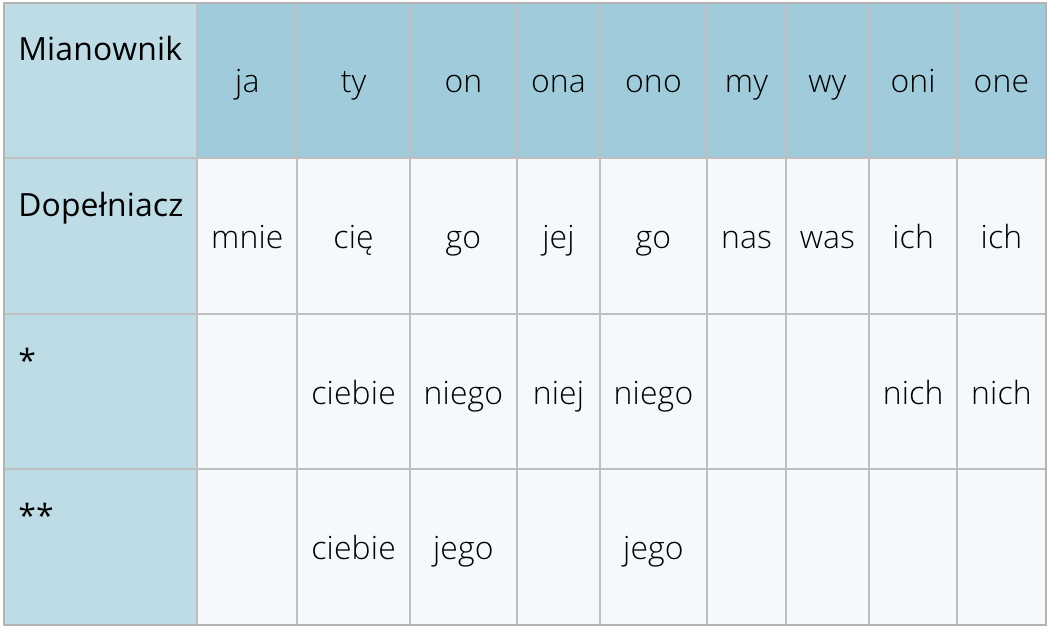 Mianownik ja ty on ona ono my wy oni one
Dopełniacz mnie cię go jej go nas was ich ich
* ciebie niego niej niego nich nich
** ciebie jego jego